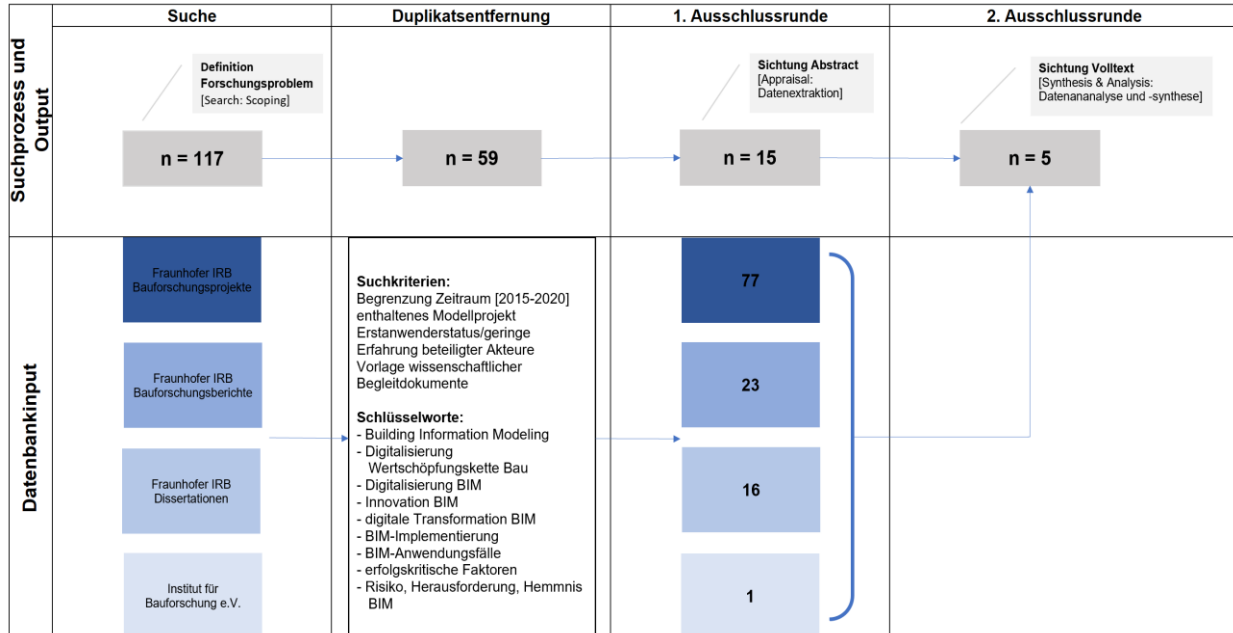 Suche
Duplikatsentfernung
1. Ausschlussrunde
2. Ausschlussrunde
Suchprozess und
Output
Definition
Forschungsproblem
[Search: Scoping]
Sichtung Abstract
[Appraisal:
Datenextraktion]
Sichtung Volltext
[Synthesis & Analysis:
Datenananalyse und -synthese]
n = 117
n = 59
n = 15
n = 5
Datenbankinput
Fraunhofer IRB
Bauforschungsprojekte
Fraunhofer IRB
Bauforschungsberichte
Fraunhofer IRB
Dissertationen
Institut für
Bauforschung e.V.
Suchkriterien:
Begrenzung Zeitraum [2015-2020]
enthaltenes Modellprojekt
Erstanwenderstatus/geringe
Erfahrung beteiligter Akteure
Vorlage wissenschaftlicher
Begleitdokumente
Schlüsselworte:
- Building Information Modeling
- Digitalisierung
Wertschöpfungskette Bau
- Digitalisierung BIM
- Innovation BIM
- digitale Transformation BIM
- BIM-Implementierung
- BIM-Anwendungsfälle
- erfolgskritische Faktoren
- Risiko, Herausforderung, Hemmnis
BIM
77
23
16
1